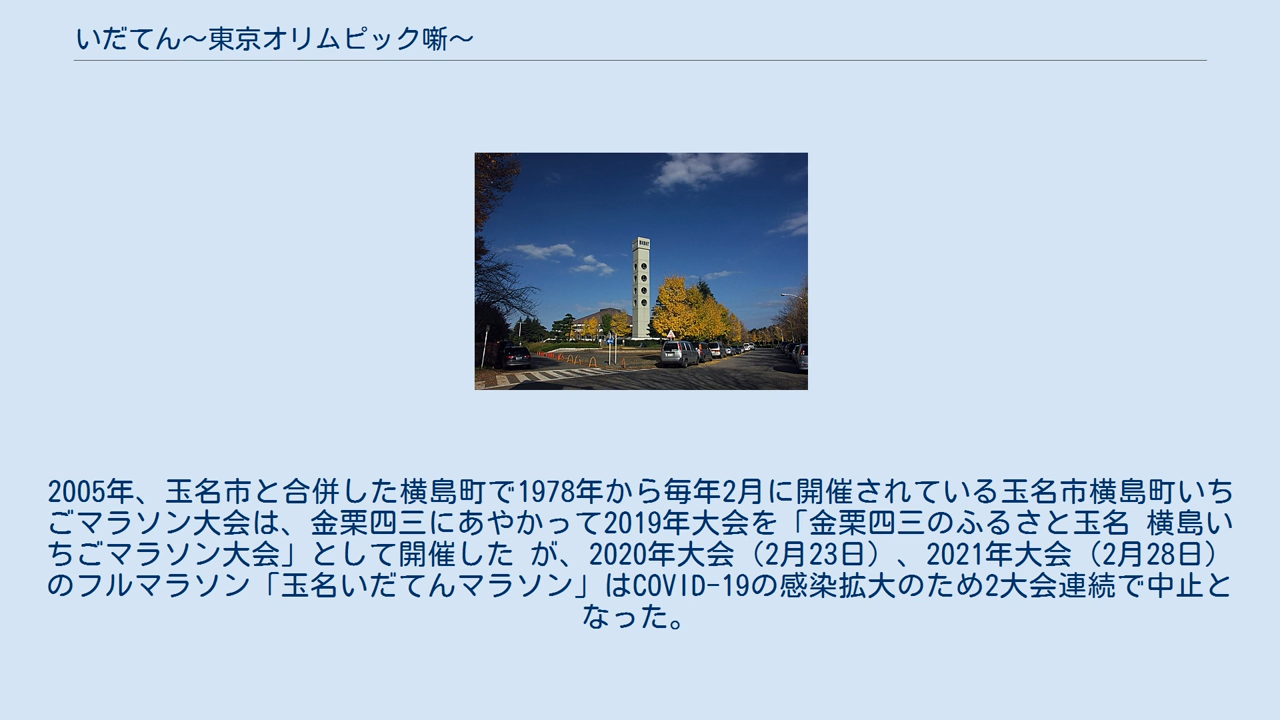 いだてん〜東京オリムピック噺〜
2005年、玉名市と合併した横島町で1978年から毎年2月に開催されている玉名市横島町いち
ごマラソン大会は、金栗四三にあやかって2019年大会を「金栗四三のふるさと玉名 横島い
ちごマラソン大会」として開催した が、2020年大会（2月23日）、2021年大会（2月28日）
のフルマラソン「玉名いだてんマラソン」はCOVID-19の感染拡大のため2大会連続で中止と
なった。